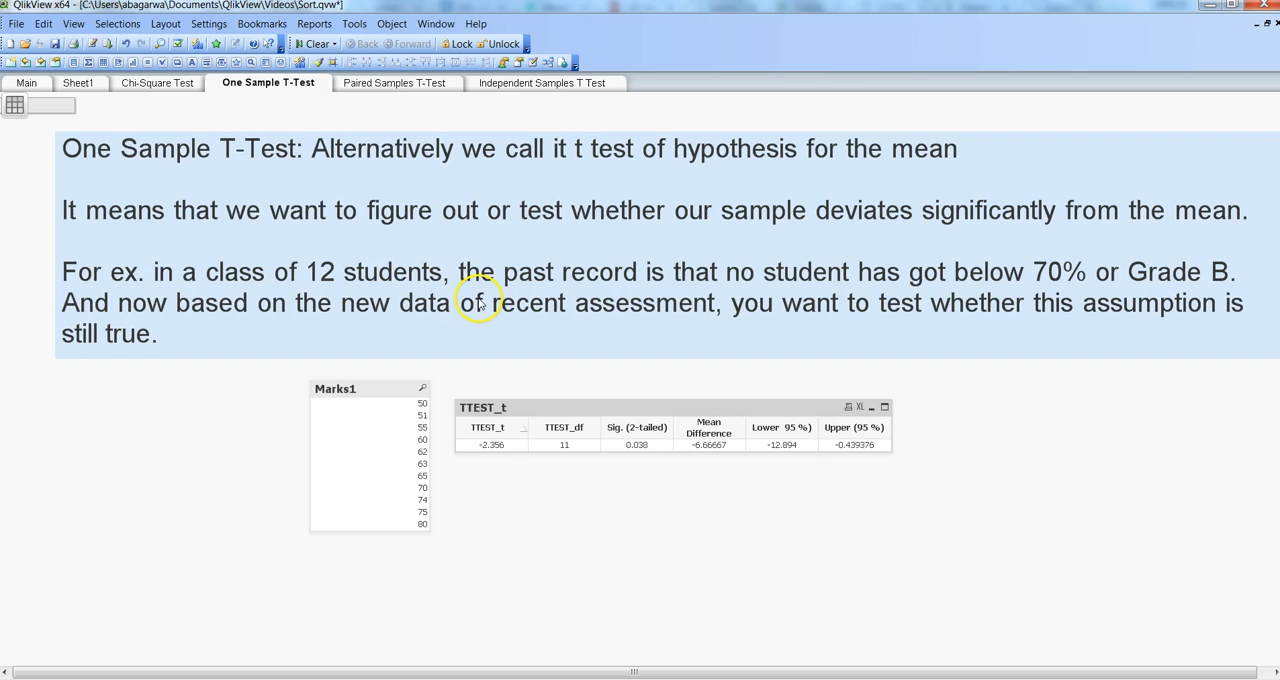 QlikView x64 - [C:\Users\abagarwa\Documents\QlikView\Videos\Sort.qvw*]
File Edit View Selections Layout Settings Bookmarks Reports Tools Object Window Help
Clear Back Forward Lock Unlock
Main Sheet1 Chi-Square Test One Sample T-Test Paired Samples T-Test Independent Samples T Test
One Sample T-Test: Alternatively we call it t test of hypothesis for the mean
It means that we want to figure out or test whether our sample deviates significantly from the mean.
For ex. in a class of 12 students, the past record is that no student has got below 70% or Grade B.
And now based on the new data of recent assessment, you want to test whether this assumption is
still true.
Marks1
50
51
55
60
62
63
65
70
74
75
80
TTEST_t XL
TTEST_t TTEST_df Sig. (2-tailed) Mean Difference Lower 95 %) Upper (95 %)
-2.356 11 0.038 -6.66667 -12.894 -0.439376